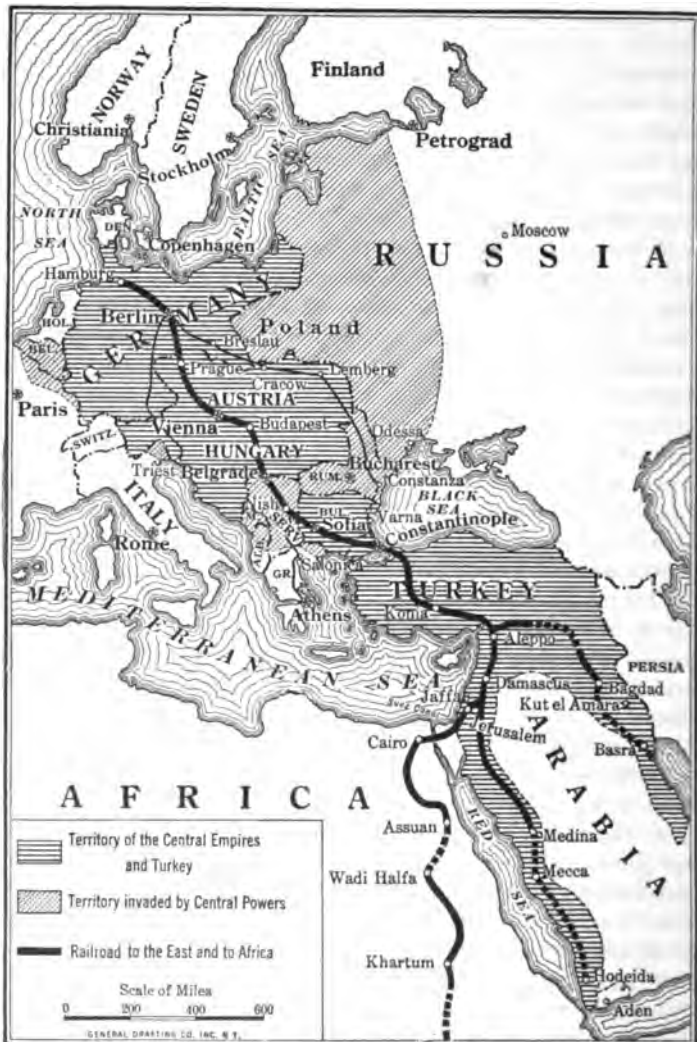 NORWAY
SWEDEN
Finland
Christiania
Stockholm
Petrograd
BALTIC SEA
NORTH
SEA
DEN.
Copenhagen
Moscow
RUSSIA
Hamburg
HOL.
BEL.
Berlin
GERMANY
Poland
Breslau
Prague
Cracow
Lemberg
Paris
AUSTRIA
Vienna
Budapest
HUNGARY
SWITZ.
Odessa
Triest
Belgrade
RUM.
Bucharest
Constanza
BLACK
SEA
ITALY
Nish
SERV.
BUL.
Sofia
Varna
Constantinople
Rome
ALB.
Salonica
GR.
TURKEY
Athens
Konia
Aleppo
MEDITERRANEAN SEA
PERSIA
Damascus
Bagdad
Jaffa
Kut el Amara
Suez Canal
Jerusalem
Cairo
Basra
ARABIA
AFRICA
Assuan
RED
SEA
Medina
Mecca
Wadi Halfa
Khartum
Hodeida
Aden
Territory of the Central Empires
and Turkey
Territory invaded by Central Powers
Railroad to the East and to Africa
Scale of Miles
0 200 400 600
GENERAL DRAFTING CO. INC. N.Y.